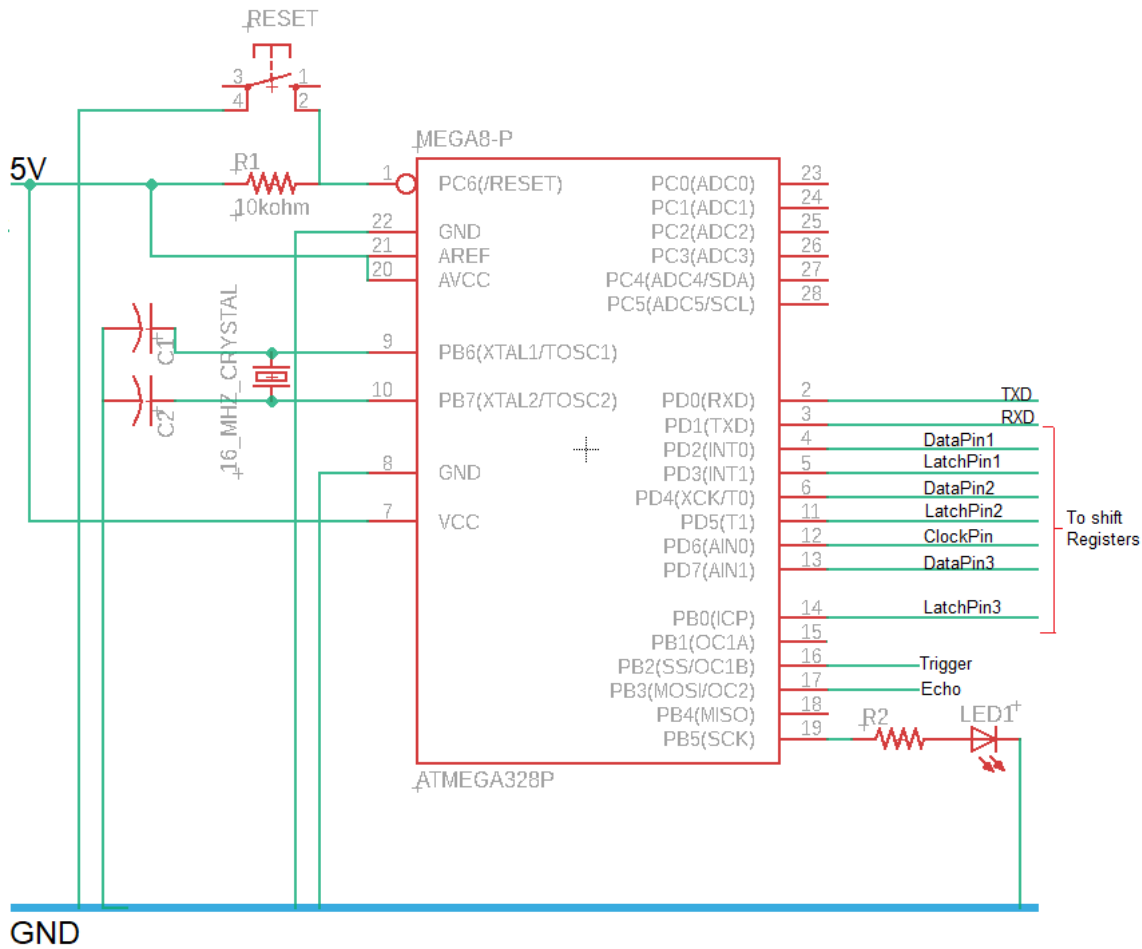 RESET
3 1
4 2
MEGA8-P
5V
R1
10kohm
1 PC6(/RESET)
22 GND
21 AREF
20 AVCC
C1
C2
16_MHZ_CRYSTAL
9 PB6(XTAL1/TOSC1)
10 PB7(XTAL2/TOSC2)
8 GND
7 VCC
PC0(ADC0) 23
PC1(ADC1) 24
PC2(ADC2) 25
PC3(ADC3) 26
PC4(ADC4/SDA) 27
PC5(ADC5/SCL) 28
PD0(RXD) 2 TXD
PD1(TXD) 3 RXD
PD2(INT0) 4 DataPin1
PD3(INT1) 5 LatchPin1
PD4(XCK/T0) 6 DataPin2
PD5(T1) 11 LatchPin2
PD6(AIN0) 12 ClockPin
PD7(AIN1) 13 DataPin3
To shift
Registers
PB0(ICP) 14 LatchPin3
PB1(OC1A) 15
PB2(SS/OC1B) 16 Trigger
PB3(MOSI/OC2) 17 Echo
PB4(MISO) 18
PB5(SCK) 19
R2
LED1
ATMEGA328P
GND